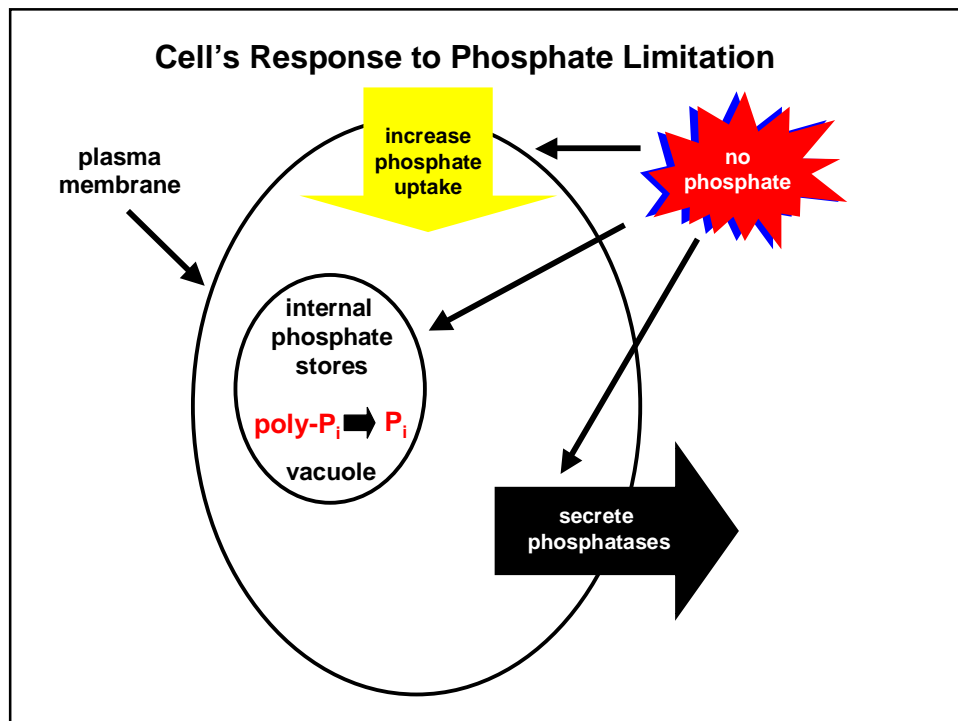 Cell's Response to Phosphate Limitation
increase
phosphate
uptake
no
phosphate
plasma
membrane
internal
phosphate
stores
poly-Pi Pi
vacuole
secrete
phosphatases